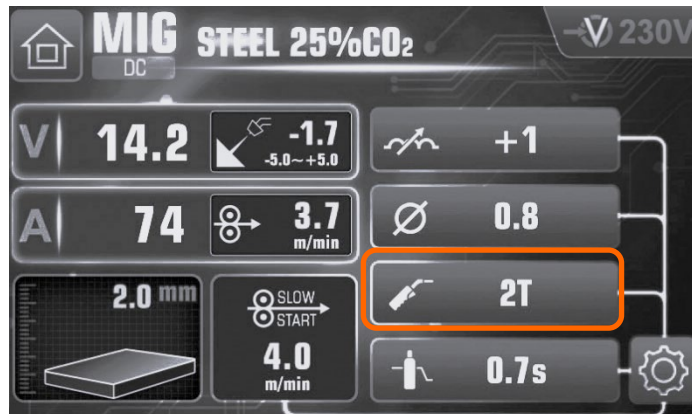 MIG STEEL 25%CO₂ V 230V
DC
V 14.2 -1.7 +1
-5.0~+5.0
A 74 3.7 0.8
m/min
2.0 mm SLOW 2T
START
4.0 0.7s
m/min